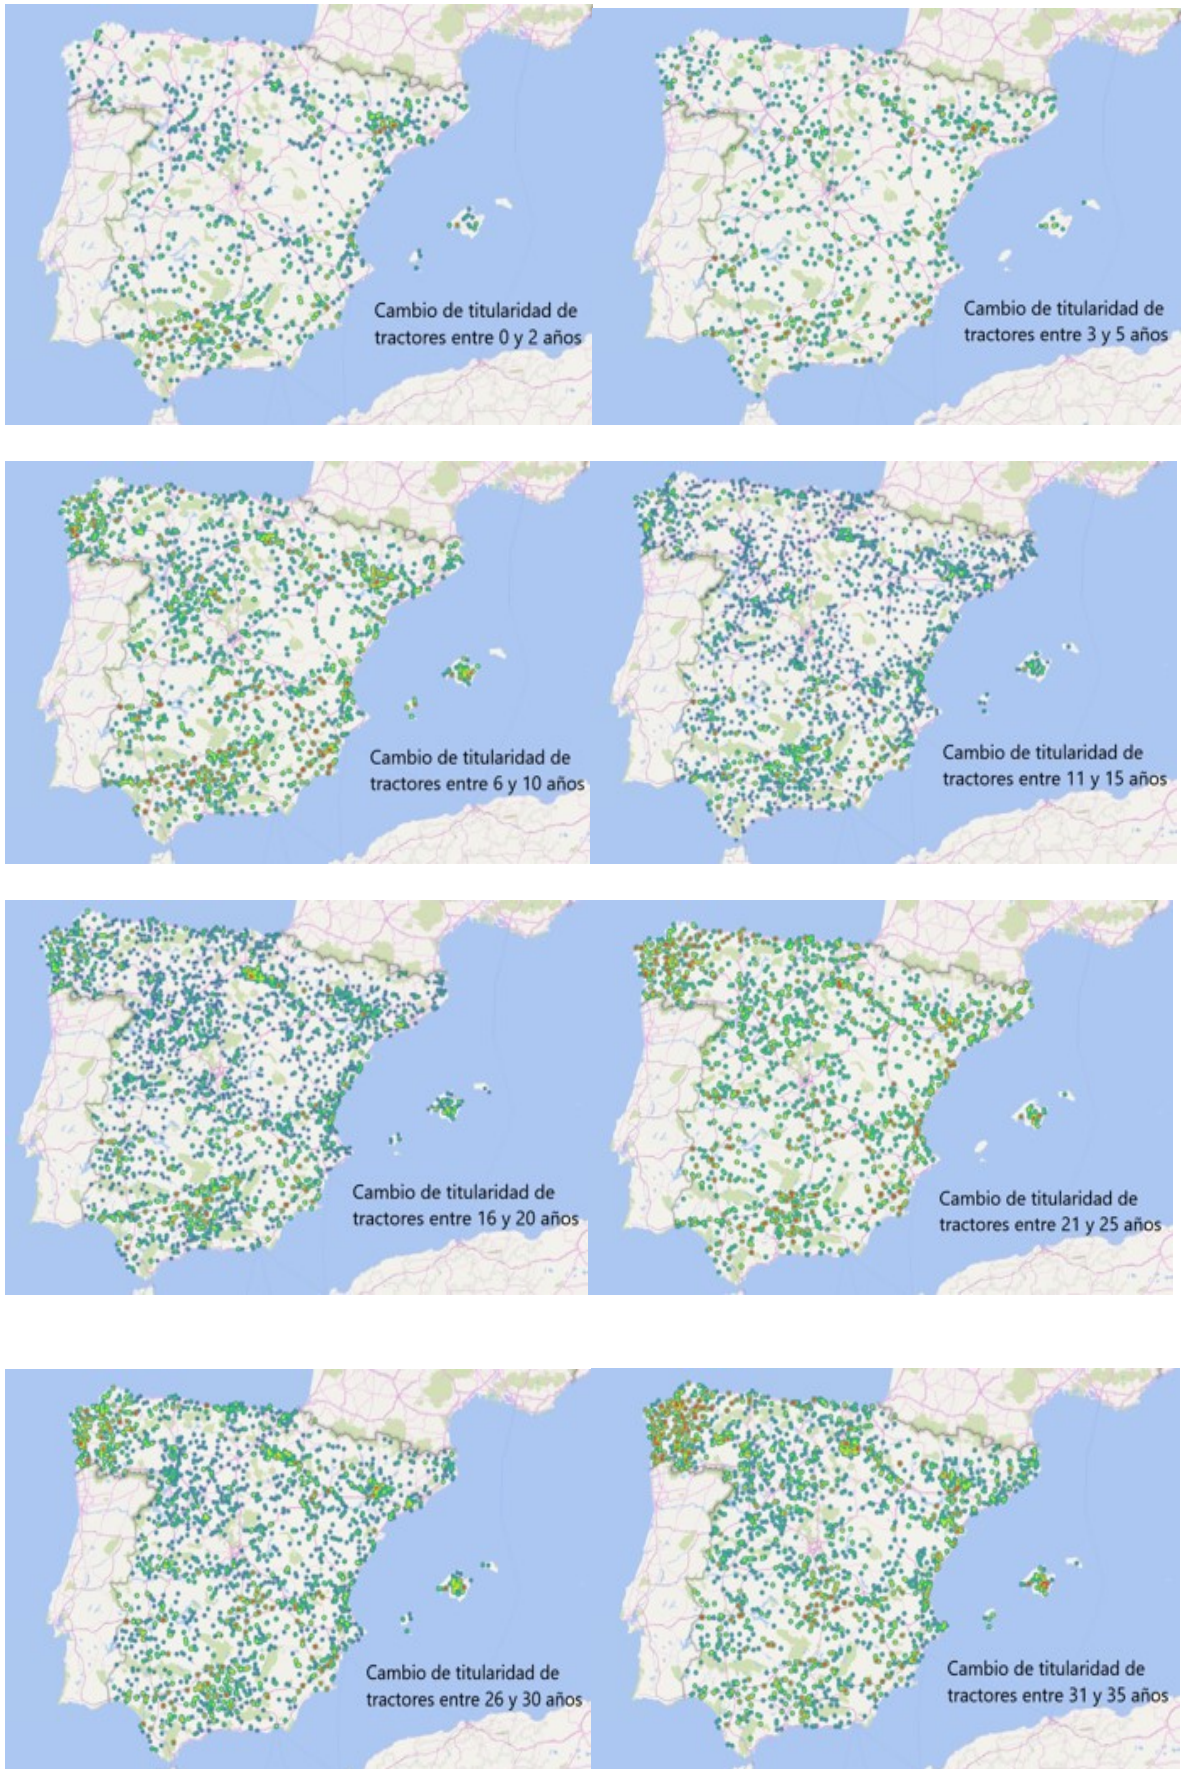 Cambio de titularidad de
tractores entre 0 y 2 años
Cambio de titularidad de
tractores entre 3 y 5 años
Cambio de titularidad de
tractores entre 6 y 10 años
Cambio de titularidad de
tractores entre 11 y 15 años
Cambio de titularidad de
tractores entre 16 y 20 años
Cambio de titularidad de
tractores entre 21 y 25 años
Cambio de titularidad de
tractores entre 26 y 30 años
Cambio de titularidad de
tractores entre 31 y 35 años